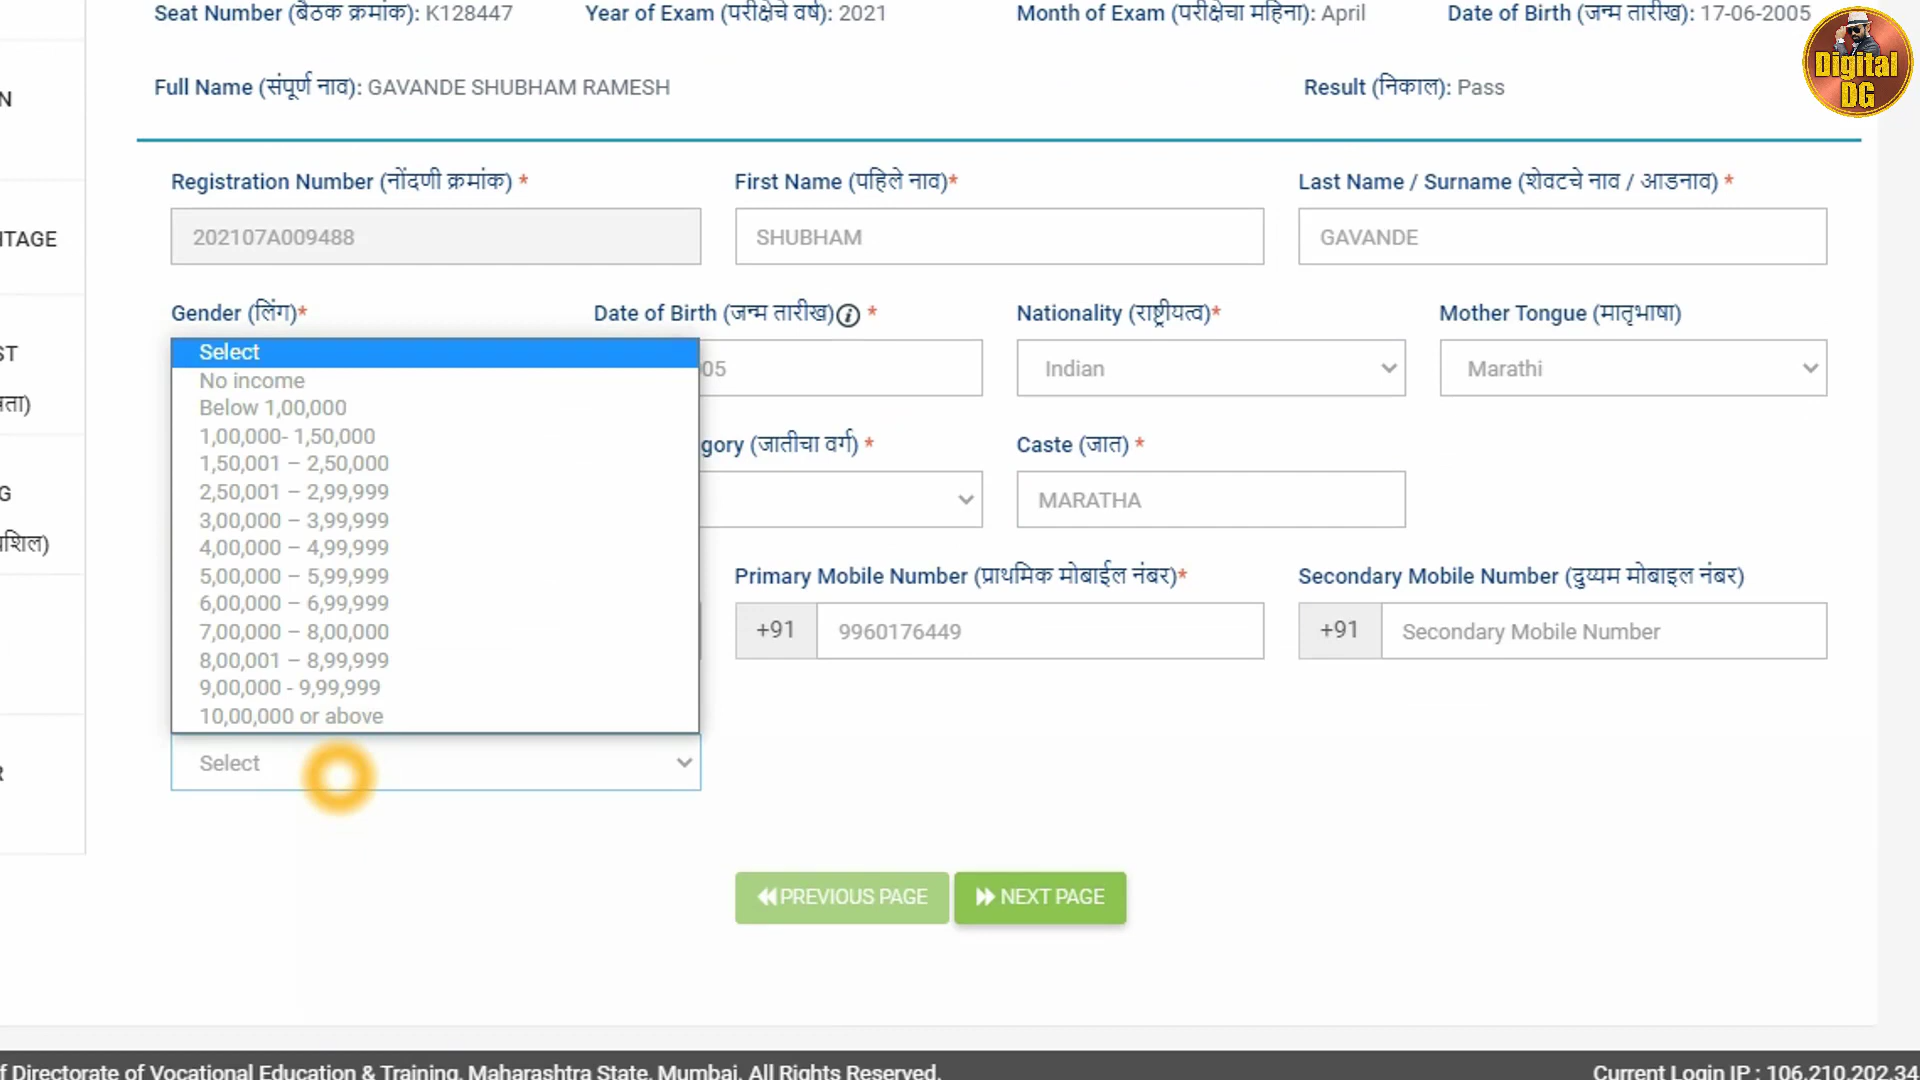 Seat Number (बैठक क्रमांक): K128447 Year of Exam (परीक्षेचे वर्ष): 2021 Month of Exam (परीक्षेचा महिना): April Date of Birth (जन्म तारीख): 17-06-2005
Digital DG
Full Name (संपूर्ण नाव): GAVANDE SHUBHAM RAMESH Result (निकाल): Pass
N
Registration Number (नोंदणी क्रमांक) * First Name (पहिले नाव)* Last Name / Surname (शेवटचे नाव / आडनाव) *
202107A009488 SHUBHAM GAVANDE
ITAGE
Gender (लिंग)* Date of Birth (जन्म तारीख) i * Nationality (राष्ट्रीयत्व)* Mother Tongue (मातृभाषा)
ST
Select
05 Indian Marathi
No income
Below 1,00,000
1,00,000- 1,50,000
gory (जातीचा वर्ग) * Caste (जात) *
1,50,001 – 2,50,000
2,50,001 – 2,99,999
MARATHA
G
3,00,000 – 3,99,999
4,00,000 – 4,99,999
5,00,000 – 5,99,999
Primary Mobile Number (प्राथमिक मोबाईल नंबर)* Secondary Mobile Number (दुय्यम मोबाइल नंबर)
6,00,000 – 6,99,999
7,00,000 – 8,00,000
+91 9960176449 +91 Secondary Mobile Number
8,00,001 – 8,99,999
9,00,000 - 9,99,999
10,00,000 or above
Select
R
PREVIOUS PAGE NEXT PAGE
f Directorate of Vocational Education & Training, Maharashtra State, Mumbai. All Rights Reserved. Current Login IP : 106.210.202.34